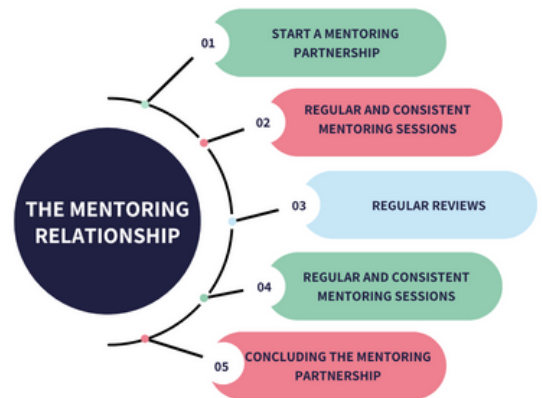 THE MENTORING
RELATIONSHIP
01
START A MENTORING
PARTNERSHIP
02
REGULAR AND CONSISTENT
MENTORING SESSIONS
03
REGULAR REVIEWS
04
REGULAR AND CONSISTENT
MENTORING SESSIONS
05
CONCLUDING THE MENTORING
PARTNERSHIP